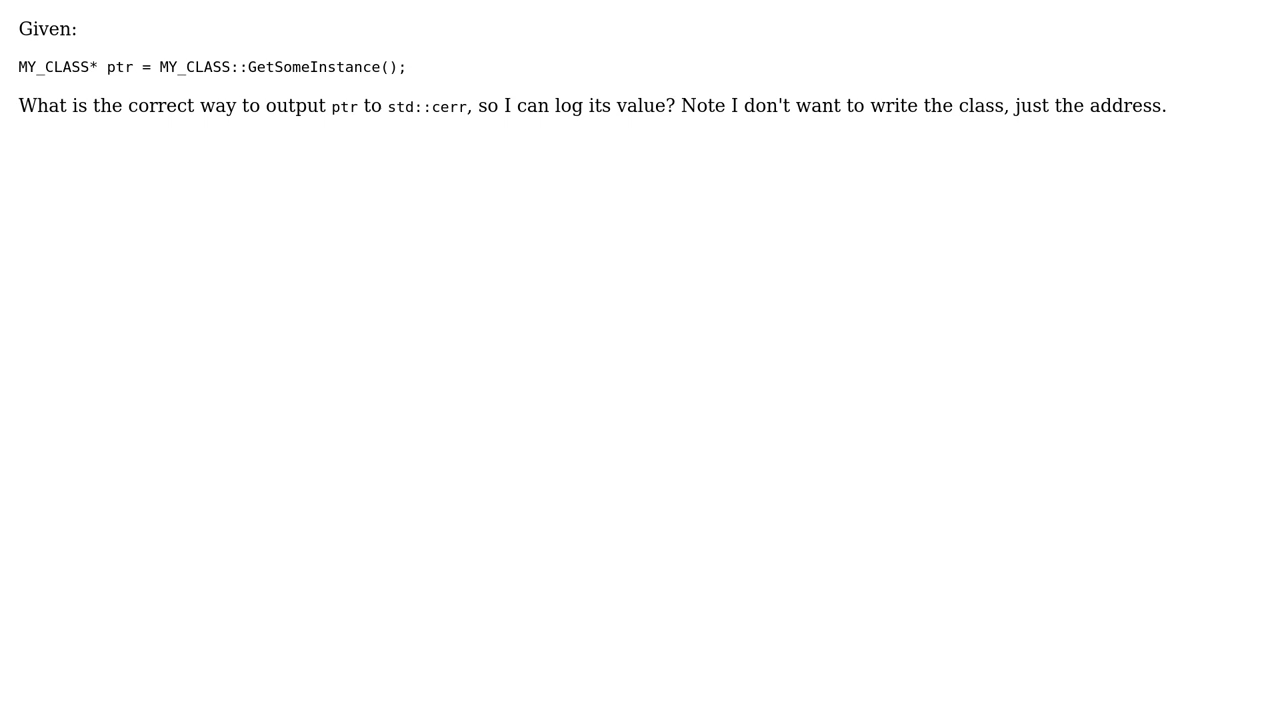 Given:
MY_CLASS* ptr = MY_CLASS::GetSomeInstance();
What is the correct way to output ptr to std::cerr, so I can log its value? Note I don't want to write the class, just the address.